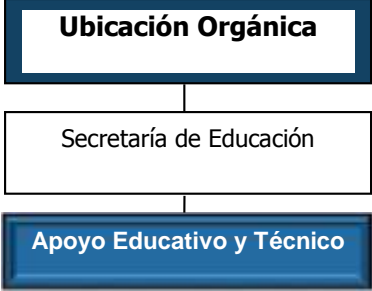 Ubicación Orgánica
Secretaría de Educación
Apoyo Educativo y Técnico